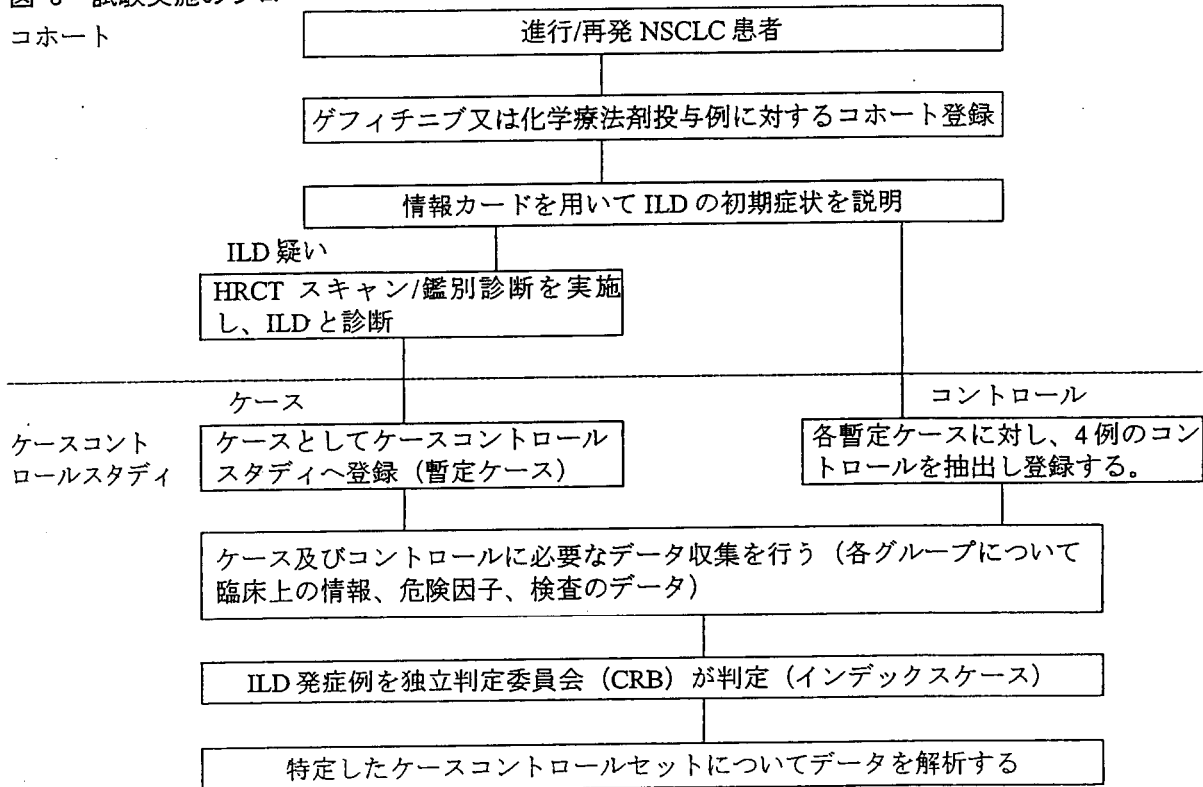 コホート
進行/再発 NSCLC 患者
ゲフィチニブ又は化学療法剤投与例に対するコホート登録
情報カードを用いて ILD の初期症状を説明
ILD 疑い
HRCT スキャン/鑑別診断を実施
し、ILD と診断
ケース
コントロール
ケースコント
ロールスタディ
ケースとしてケースコントロール
スタディへ登録（暫定ケース）
各暫定ケースに対し、4 例のコン
トロールを抽出し登録する。
ケース及びコントロールに必要なデータ収集を行う（各グループについて
臨床上の情報、危険因子、検査のデータ）
ILD 発症例を独立判定委員会（CRB）が判定（インデックスケース）
特定したケースコントロールセットについてデータを解析する